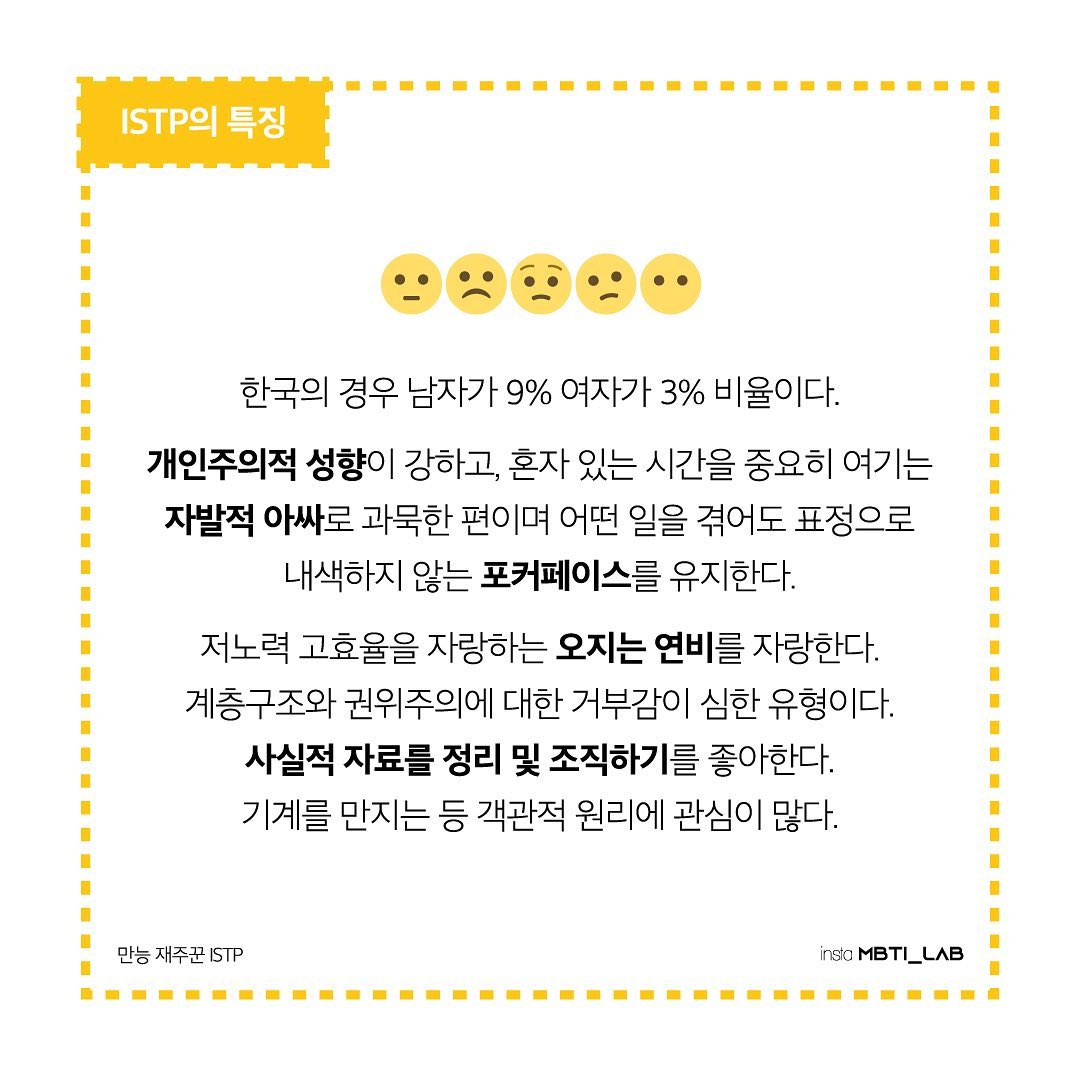 ISTP의 특징
한국의 경우 남자가 9% 여자가 3% 비율이다.
개인주의적 성향이 강하고, 혼자 있는 시간을 중요히 여기는
자발적 아싸로 과묵한 편이며 어떤 일을 겪어도 표정으로
내색하지 않는 포커페이스를 유지한다.
저노력 고효율을 자랑하는 오지는 연비를 자랑한다.
계층구조와 권위주의에 대한 거부감이 심한 유형이다.
사실적 자료를 정리 및 조직하기를 좋아한다.
기계를 만지는 등 객관적 원리에 관심이 많다.
만능 재주꾼 ISTP
insta MBTI_LAB